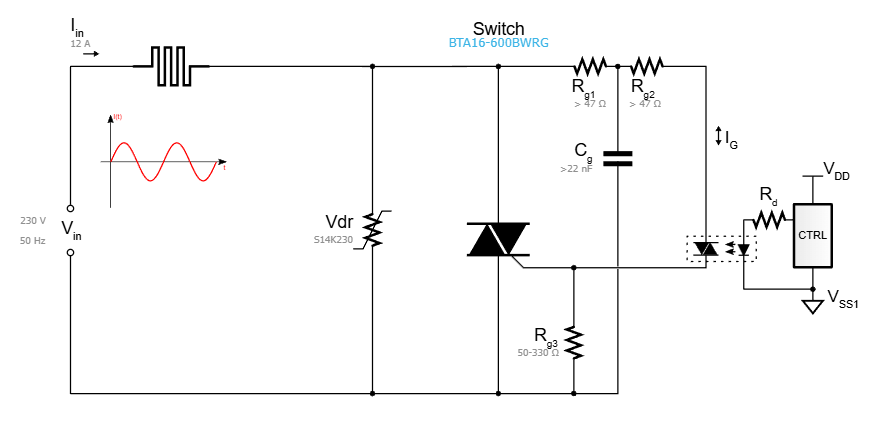 Iin
12 A
I(t)
t
230 V
50 Hz
Vin
Vdr
S14K230
Switch
BTA16-600BWRG
Rg1
> 47 Ω
Rg2
> 47 Ω
Cg
>22 nF
Rg3
50-330 Ω
IG
Rd
VDD
CTRL
VSS1